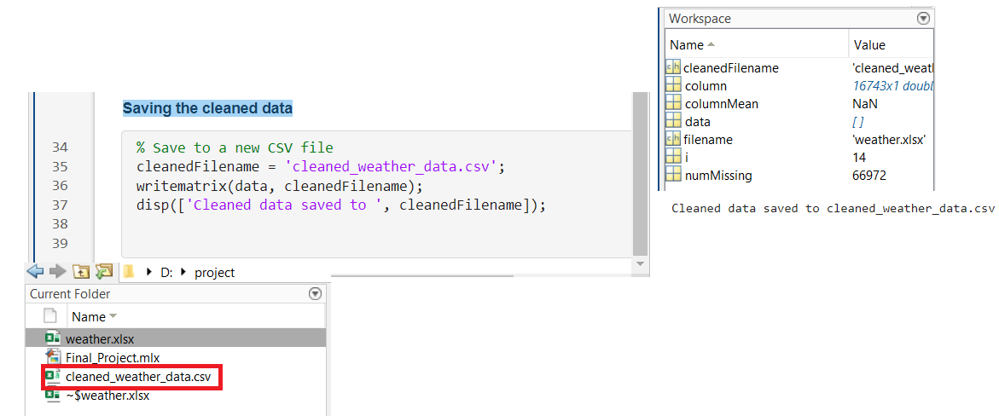 Workspace
Name Value
cleanedFilename 'cleaned_weatl
column 16743x1 doubl
columnMean NaN
data []
filename 'weather.xlsx'
i 14
numMissing 66972
Cleaned data saved to cleaned_weather_data.csv
Saving the cleaned data
34 % Save to a new CSV file
35 cleanedFilename = 'cleaned_weather_data.csv';
36 writematrix(data, cleanedFilename);
37 disp(['Cleaned data saved to ', cleanedFilename]);
38
39
D: project
Current Folder
Name
weather.xlsx
Final_Project.mlx
cleaned_weather_data.csv
~$weather.xlsx